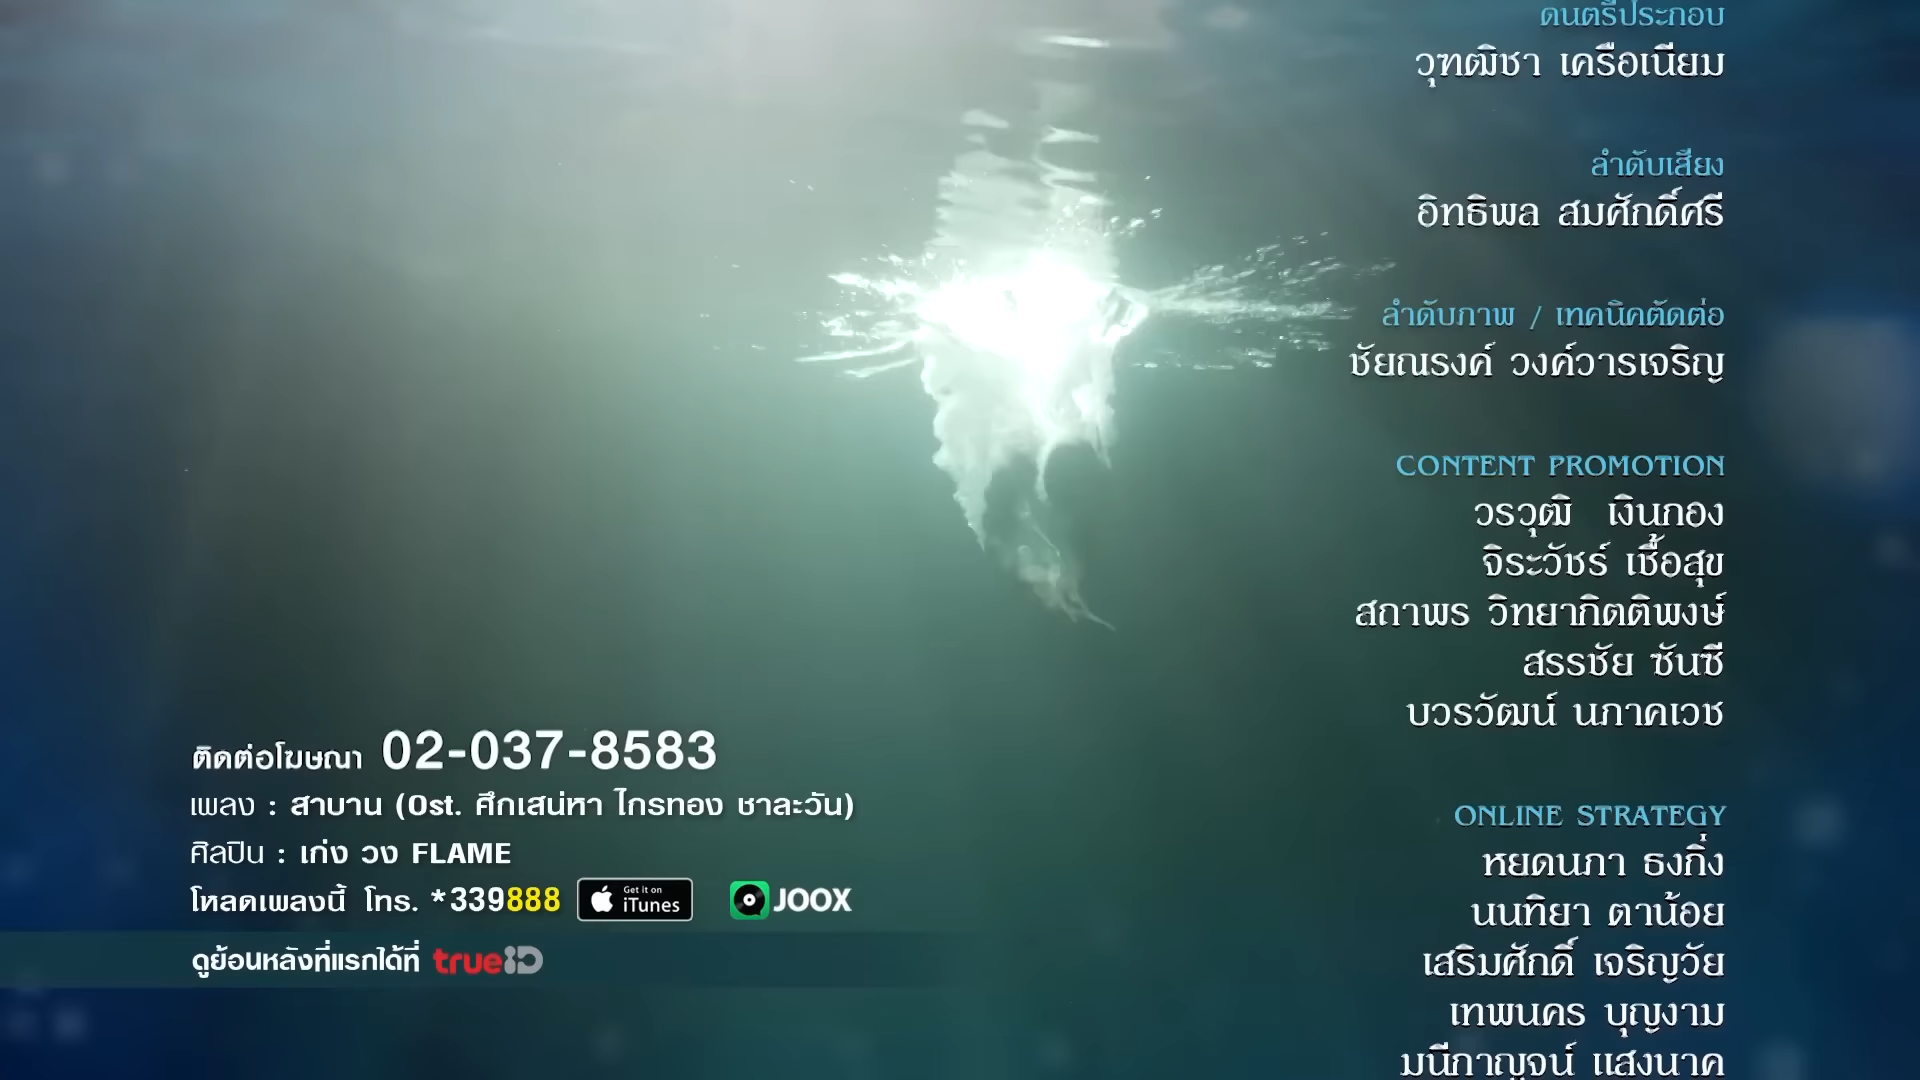 ดนตรีประกอบ
วุฑฒิชา เครือเนียม
ลำดับเสียง
อิทธิพล สมศักดิ์ศรี
ลำดับภาพ / เทคนิคตัดต่อ
ชัยณรงค์ วงค์วารเจริญ
CONTENT PROMOTION
วรวุฒิ เงินกอง
จิระวัชร์ เชื้อสุข
สถาพร วิทยากิตติพงษ์
สรรชัย ซันซี
บวรวัฒน์ นภาคเวช
ONLINE STRATEGY
หยดนภา ธงกิ่ง
นนทิยา ตาน้อย
เสริมศักดิ์ เจริญวัย
เทพนคร บุญงาม
มนีกาญจน์ แสงนาค
ติดต่อโฆษณา 02-037-8583
เพลง : สาบาน (Ost. ศึกเสน่หา ไกรทอง ชาละวัน)
ศิลปิน : เก่ง วง FLAME
โหลดเพลงนี้ โทร. *339888 Get it on iTunes JOOX
ดูย้อนหลังที่แรกได้ที่ trueID